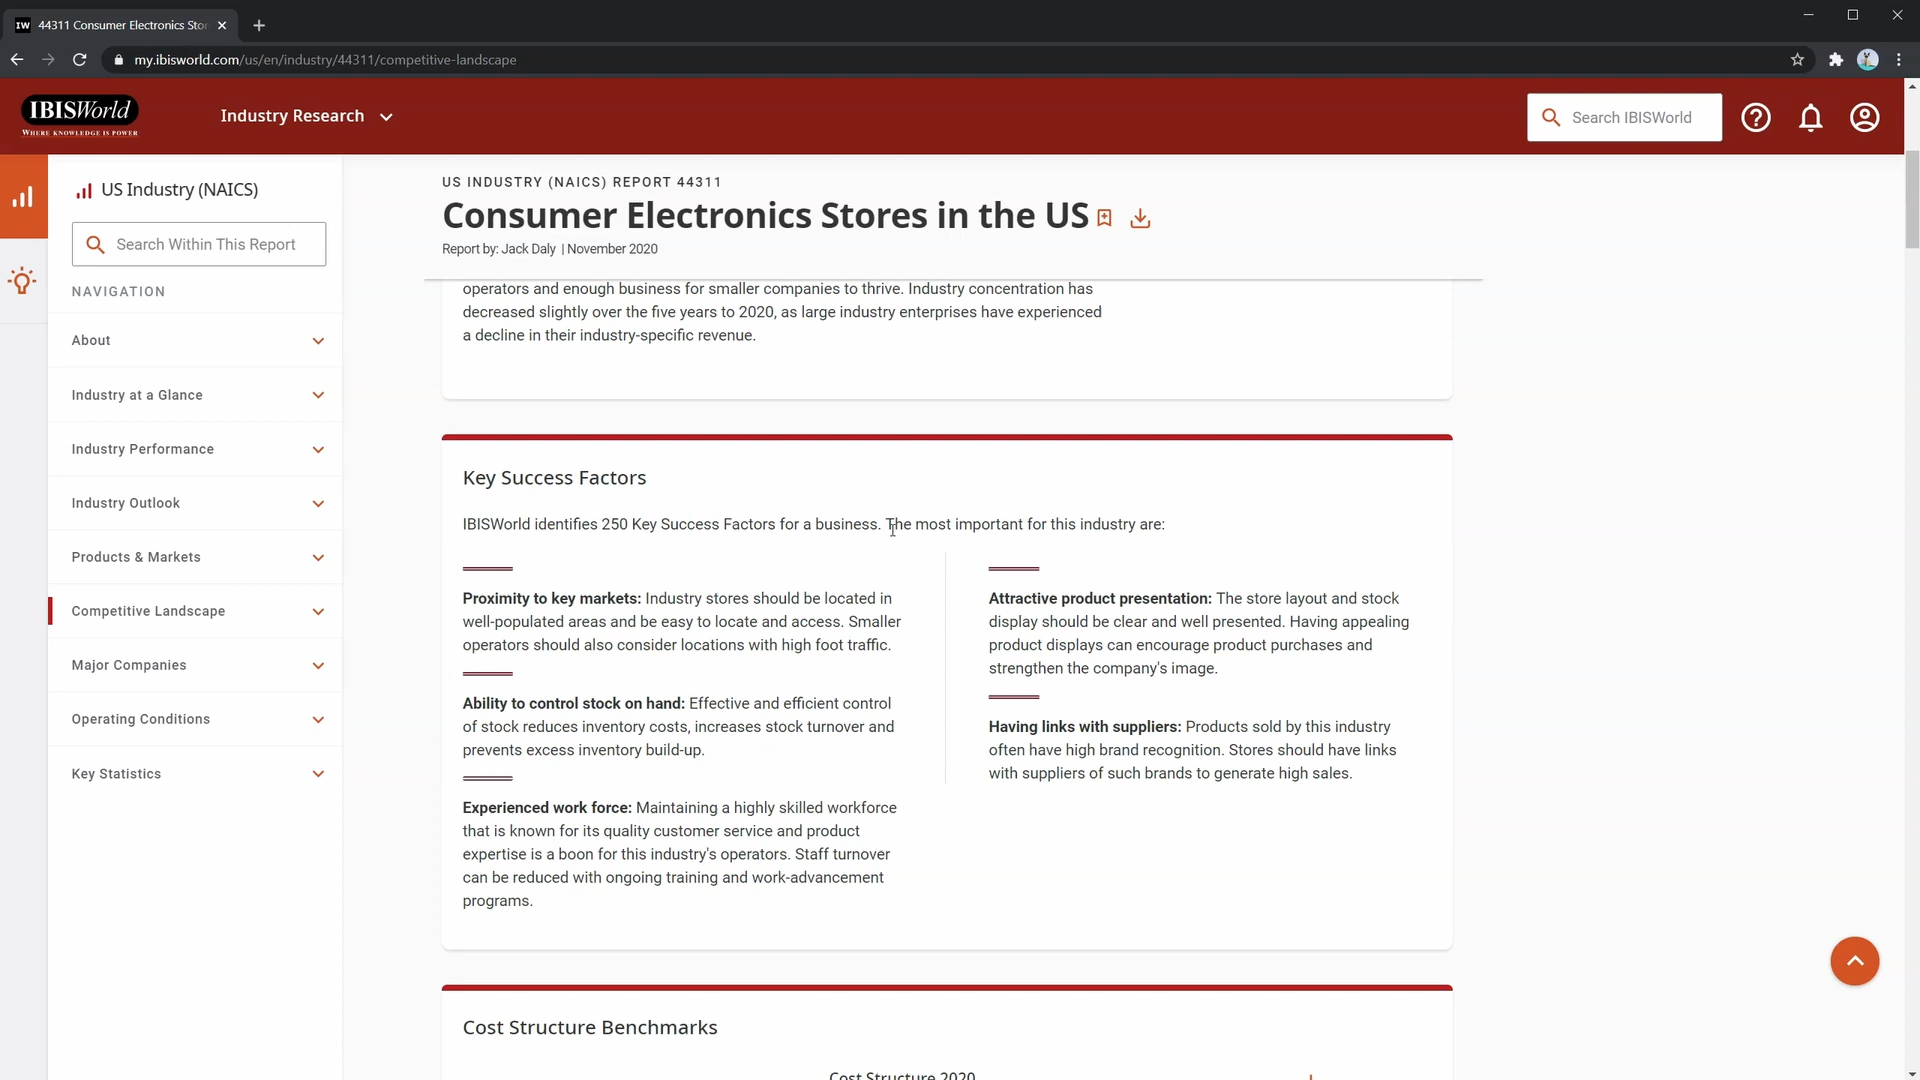 IW 44311 Consumer Electronics Sto
my.ibisworld.com/us/en/industry/44311/competitive-landscape
IBISWorld
WHERE KNOWLEDGE IS POWER
Industry Research
Search IBISWorld
US Industry (NAICS)
Search Within This Report
NAVIGATION
About
Industry at a Glance
Industry Performance
Industry Outlook
Products & Markets
Competitive Landscape
Major Companies
Operating Conditions
Key Statistics
US INDUSTRY (NAICS) REPORT 44311
Consumer Electronics Stores in the US
Report by: Jack Daly | November 2020
operators and enough business for smaller companies to thrive. Industry concentration has
decreased slightly over the five years to 2020, as large industry enterprises have experienced
a decline in their industry-specific revenue.
Key Success Factors
IBISWorld identifies 250 Key Success Factors for a business. The most important for this industry are:
Proximity to key markets: Industry stores should be located in
well-populated areas and be easy to locate and access. Smaller
operators should also consider locations with high foot traffic.
Ability to control stock on hand: Effective and efficient control
of stock reduces inventory costs, increases stock turnover and
prevents excess inventory build-up.
Experienced work force: Maintaining a highly skilled workforce
that is known for its quality customer service and product
expertise is a boon for this industry's operators. Staff turnover
can be reduced with ongoing training and work-advancement
programs.
Attractive product presentation: The store layout and stock
display should be clear and well presented. Having appealing
product displays can encourage product purchases and
strengthen the company's image.
Having links with suppliers: Products sold by this industry
often have high brand recognition. Stores should have links
with suppliers of such brands to generate high sales.
Cost Structure Benchmarks
Cost Structure 2020